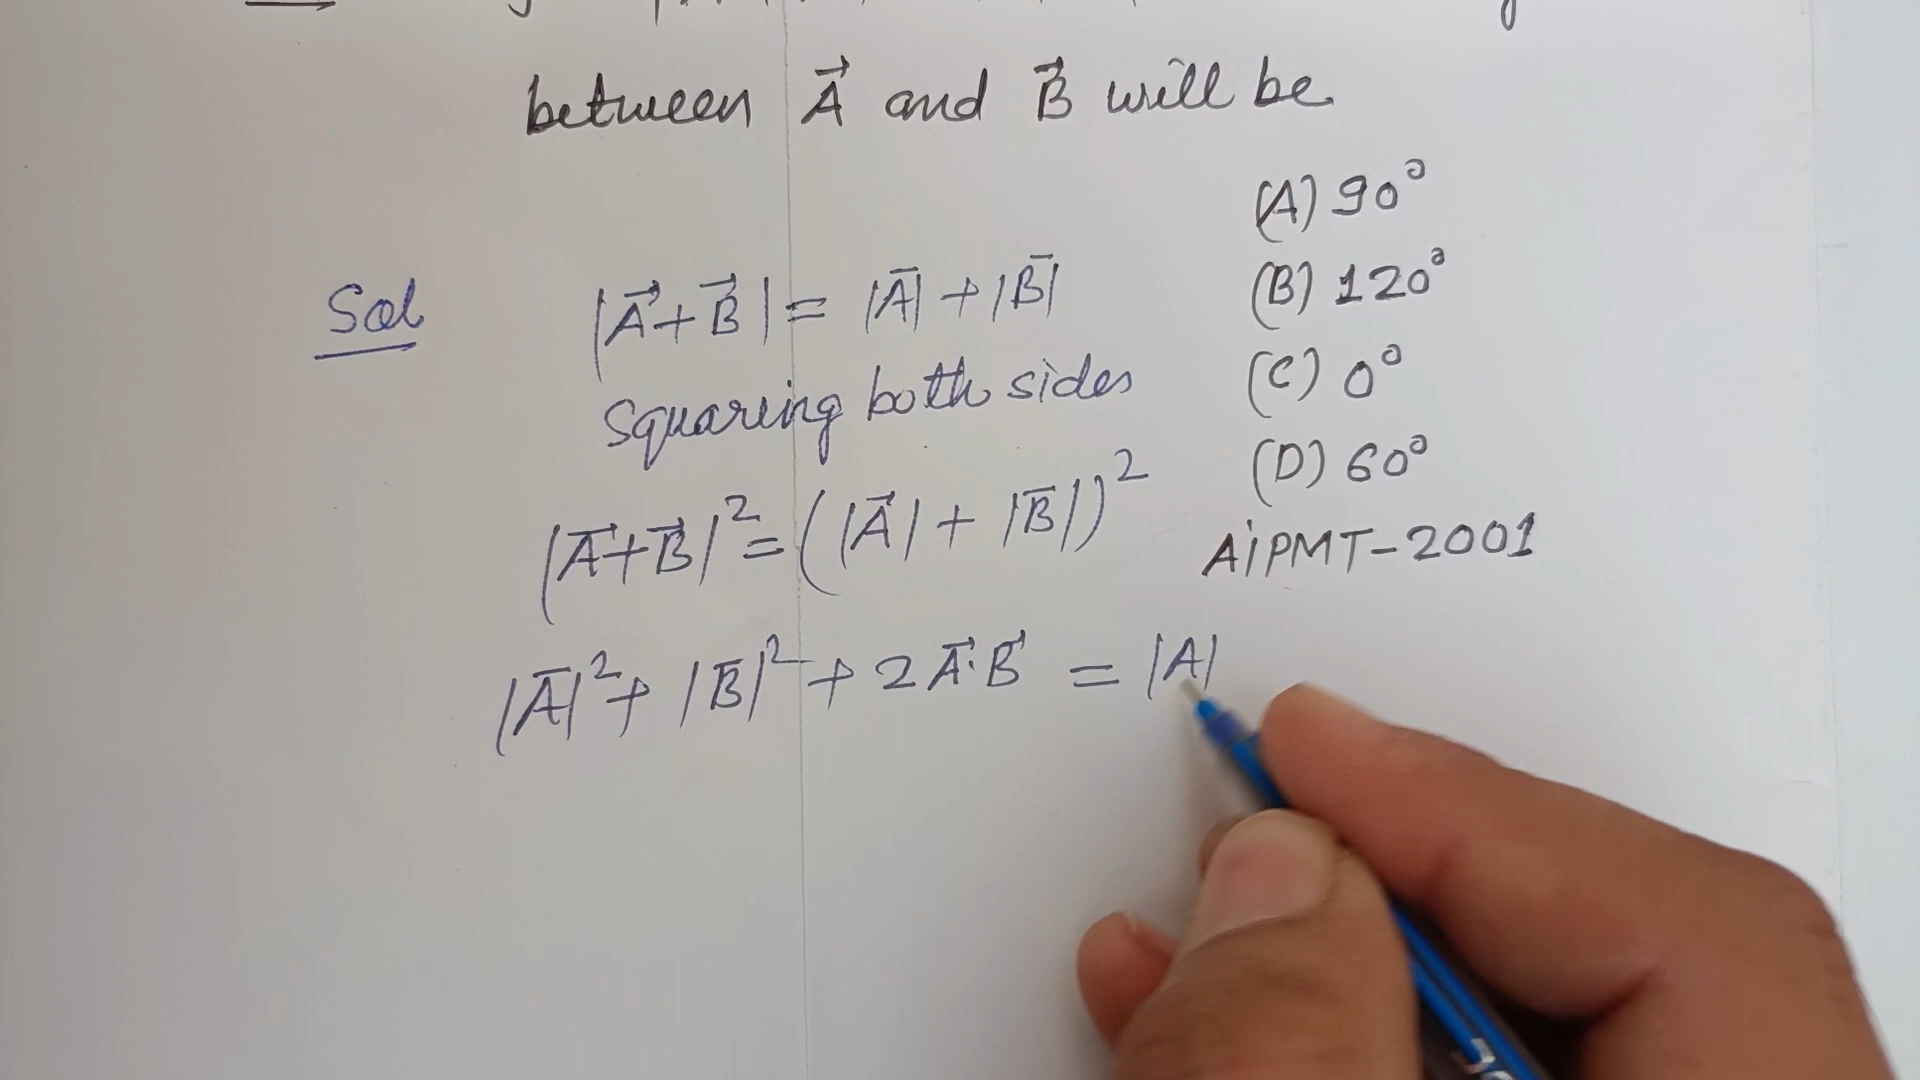 between A⃗ and B⃗ will be
(A) 90°
(B) 120°
(C) 0°
(D) 60°
AiPMT-2001
Sol |A⃗+B⃗| = |A̅| + |B̅|
Squaring both sides
|A̅+B̅|² = (|A⃗| + |B̅|)²
|A̅|² + |B̅|² + 2A⃗·B⃗ = |A|